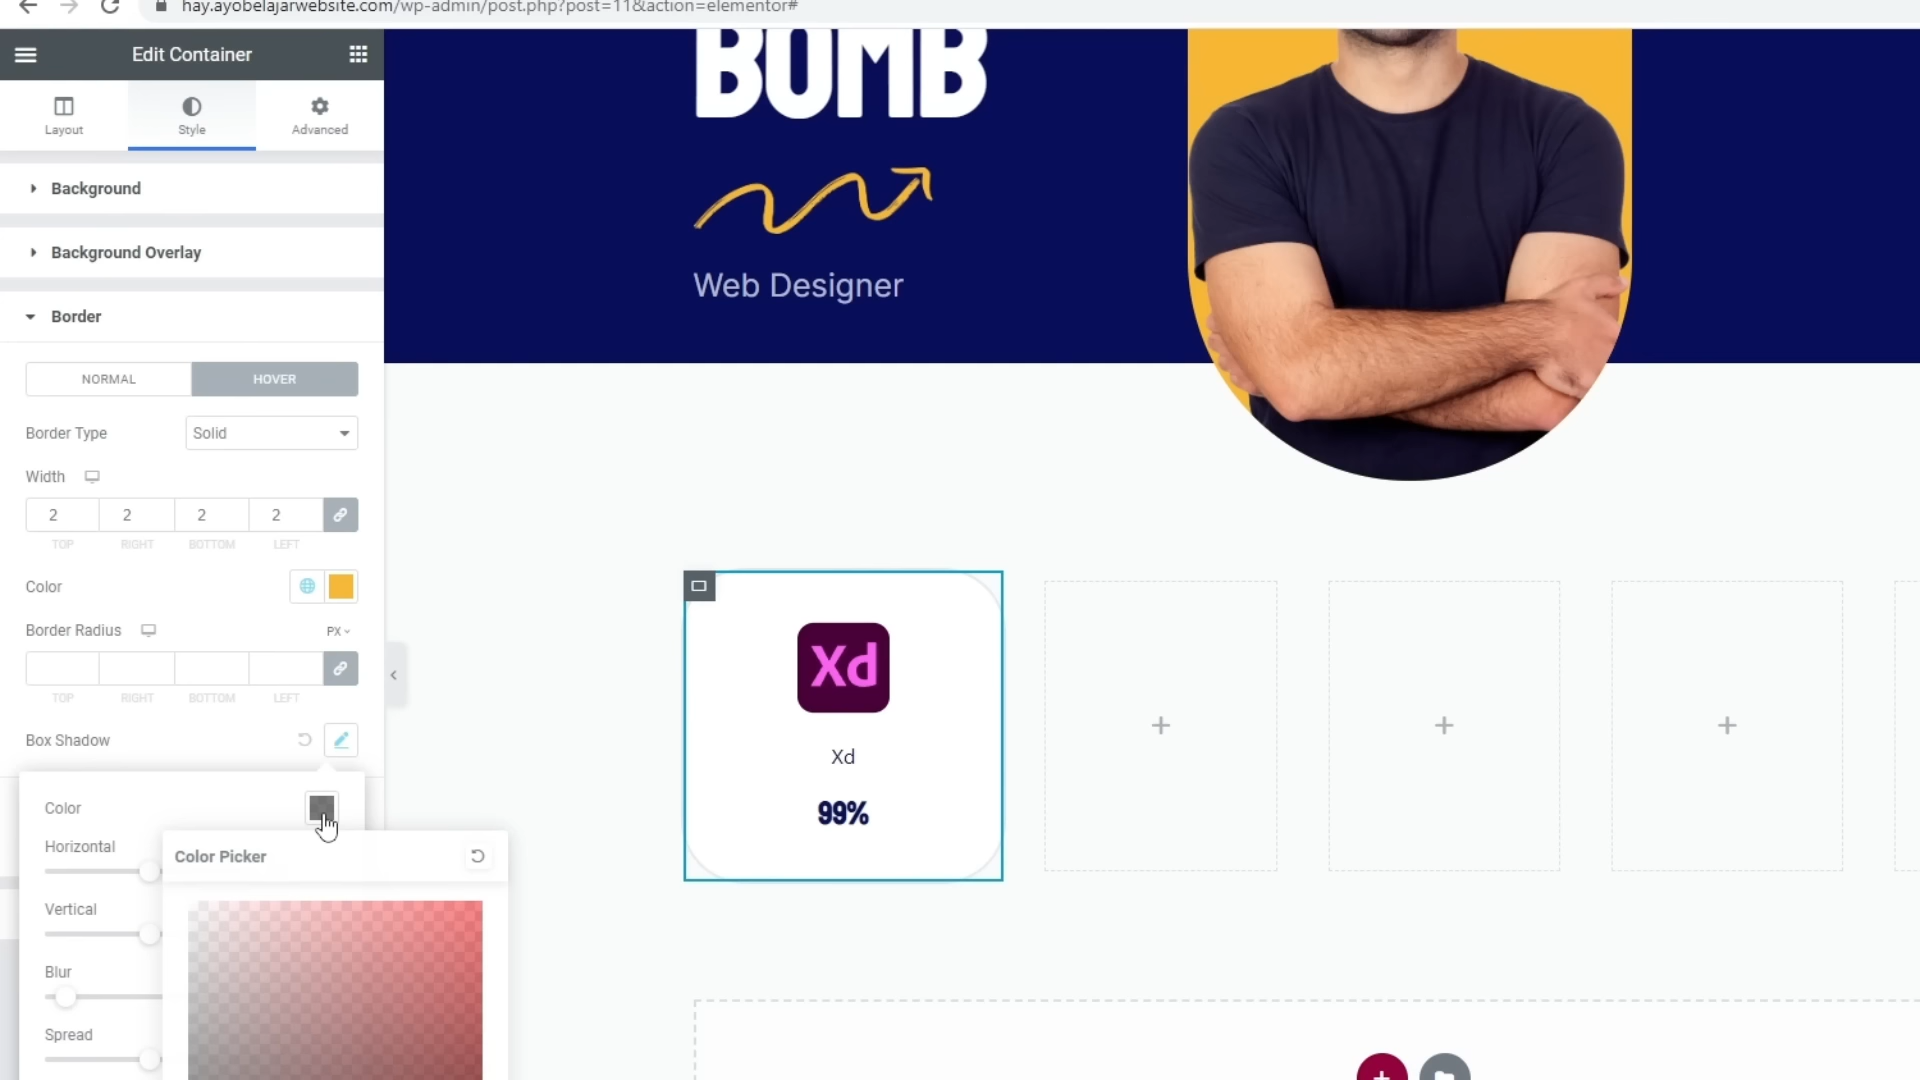 hay.ayobelajarwebsite.com/wp-admin/post.php?post=11&action=elementor#
Edit Container
Layout
Style
Advanced
Background
Background Overlay
Border
NORMAL
HOVER
Border Type
Solid
Width
2
2
2
2
TOP
RIGHT
BOTTOM
LEFT
Color
Border Radius
PX
TOP
RIGHT
BOTTOM
LEFT
Box Shadow
Color
Horizontal
Vertical
Blur
Spread
Color Picker
BOMB
Web Designer
Xd
Xd
99%